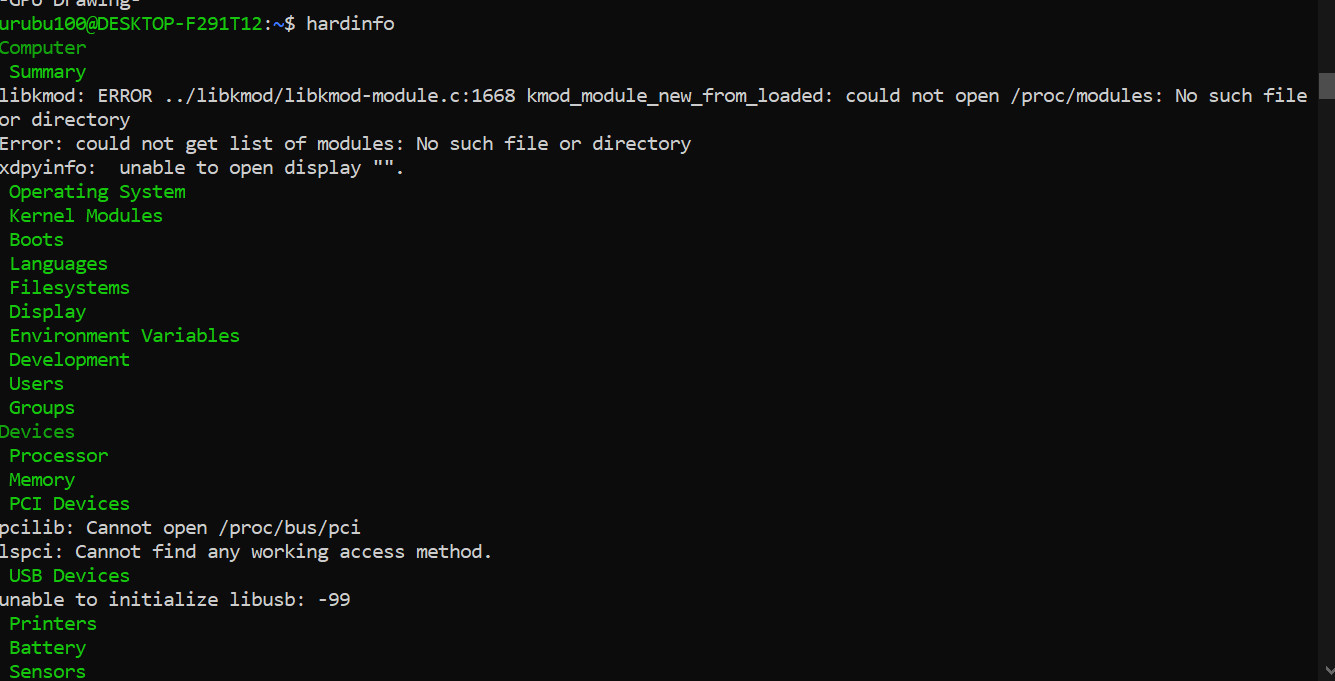 -GPU Drawing-
urubu100@DESKTOP-F291T12:~$ hardinfo
Computer
Summary
libkmod: ERROR ../libkmod/libkmod-module.c:1668 kmod_module_new_from_loaded: could not open /proc/modules: No such file
or directory
Error: could not get list of modules: No such file or directory
xdpyinfo:  unable to open display "".
Operating System
Kernel Modules
Boots
Languages
Filesystems
Display
Environment Variables
Development
Users
Groups
Devices
Processor
Memory
PCI Devices
pcilib: Cannot open /proc/bus/pci
lspci: Cannot find any working access method.
USB Devices
unable to initialize libusb: -99
Printers
Battery
Sensors